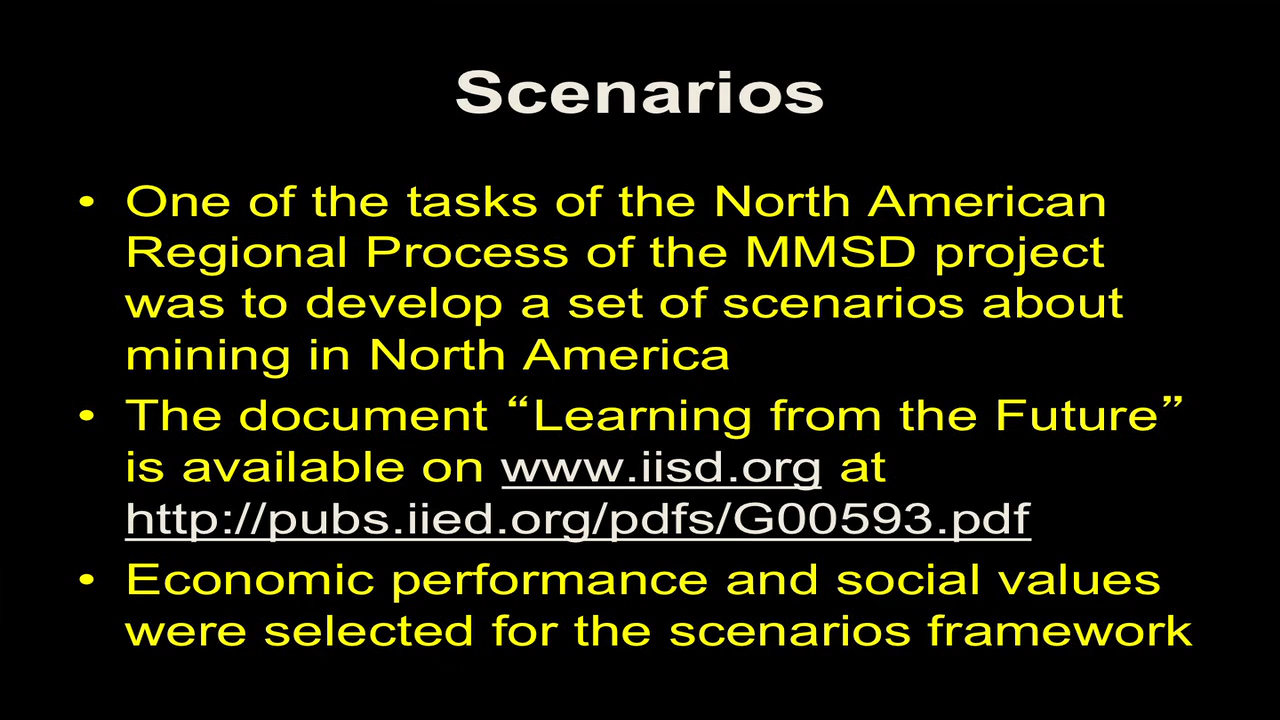 Scenarios
• One of the tasks of the North American
Regional Process of the MMSD project
was to develop a set of scenarios about
mining in North America
• The document “Learning from the Future”
is available on www.iisd.org at
http://pubs.iied.org/pdfs/G00593.pdf
• Economic performance and social values
were selected for the scenarios framework